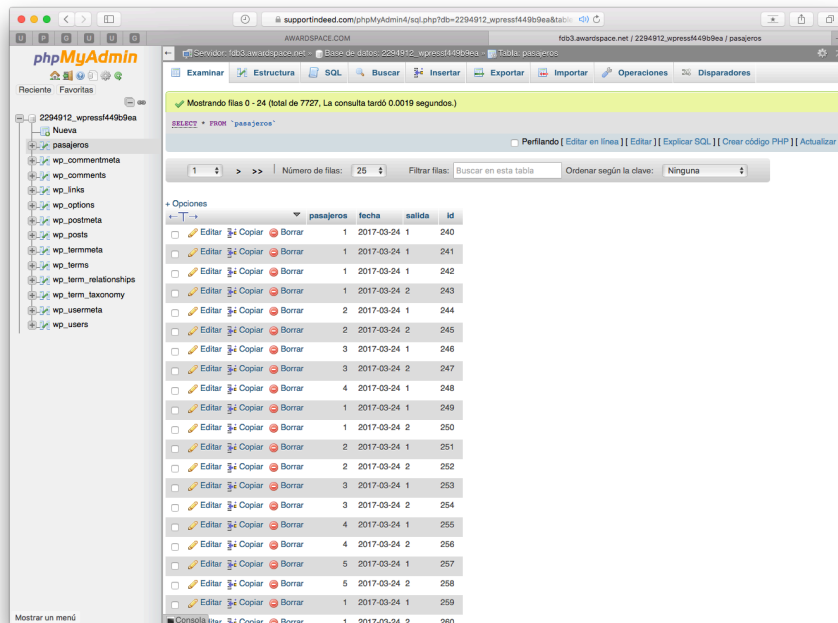 supportindeed.com/phpMyAdmin4/sql.php?db=2294912_wpressf449b9ea&table
U P G U U G AWARDSPACE.COM fdb3.awardspace.net / 2294912_wpressf449b9ea / pasajeros
phpMyAdmin
Reciente Favoritas
2294912_wpressf449b9ea
Nueva
pasajeros
wp_commentmeta
wp_comments
wp_links
wp_options
wp_postmeta
wp_posts
wp_termmeta
wp_terms
wp_term_relationships
wp_term_taxonomy
wp_usermeta
wp_users
Mostrar un menú
Servidor: fdb3.awardspace.net » Base de datos: 2294912_wpressf449b9ea » Tabla: pasajeros
Examinar Estructura SQL Buscar Insertar Exportar Importar Operaciones Disparadores
Mostrando filas 0 - 24 (total de 7727, La consulta tardó 0.0019 segundos.)
SELECT * FROM `pasajeros`
Perfilando [ Editar en línea ] [ Editar ] [ Explicar SQL ] [ Crear código PHP ] [ Actualizar
1 > >> Número de filas: 25 Filtrar filas: Buscar en esta tabla Ordenar según la clave: Ninguna
+ Opciones
←T→ pasajeros fecha salida id
Editar Copiar Borrar 1 2017-03-24 1 240
Editar Copiar Borrar 1 2017-03-24 1 241
Editar Copiar Borrar 1 2017-03-24 1 242
Editar Copiar Borrar 1 2017-03-24 2 243
Editar Copiar Borrar 2 2017-03-24 1 244
Editar Copiar Borrar 2 2017-03-24 2 245
Editar Copiar Borrar 3 2017-03-24 1 246
Editar Copiar Borrar 3 2017-03-24 2 247
Editar Copiar Borrar 4 2017-03-24 1 248
Editar Copiar Borrar 1 2017-03-24 1 249
Editar Copiar Borrar 1 2017-03-24 2 250
Editar Copiar Borrar 2 2017-03-24 1 251
Editar Copiar Borrar 2 2017-03-24 2 252
Editar Copiar Borrar 3 2017-03-24 1 253
Editar Copiar Borrar 3 2017-03-24 2 254
Editar Copiar Borrar 4 2017-03-24 1 255
Editar Copiar Borrar 4 2017-03-24 2 256
Editar Copiar Borrar 5 2017-03-24 1 257
Editar Copiar Borrar 5 2017-03-24 2 258
Editar Copiar Borrar 1 2017-03-24 1 259
Consola Copiar Borrar 1 2017-03-24 2 260